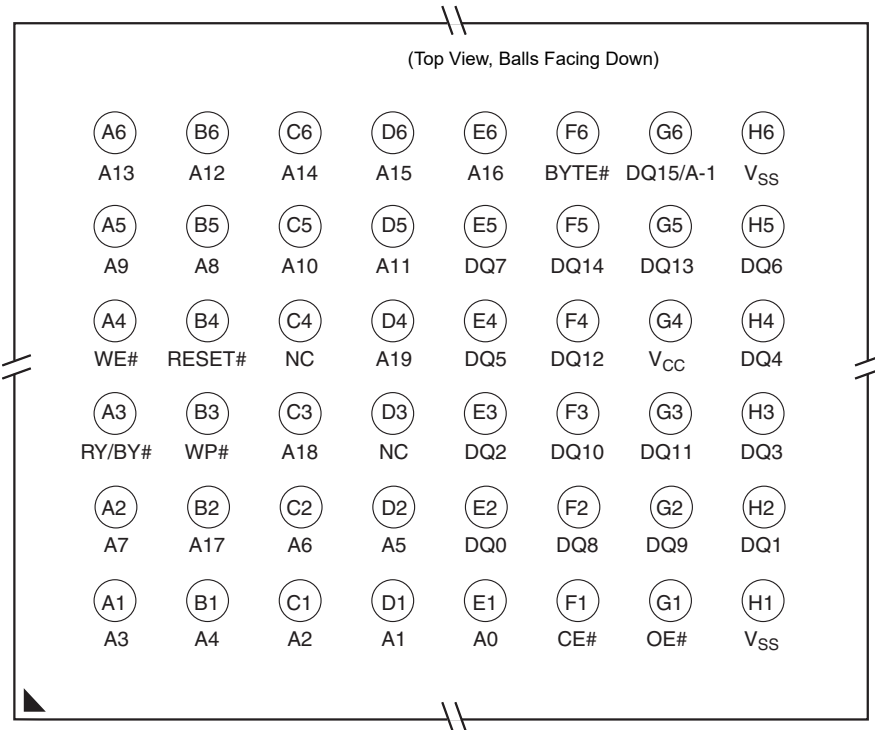 (Top View, Balls Facing Down)
A6 B6 C6 D6 E6 F6 G6 H6
A13 A12 A14 A15 A16 BYTE# DQ15/A-1 VSS
A5 B5 C5 D5 E5 F5 G5 H5
A9 A8 A10 A11 DQ7 DQ14 DQ13 DQ6
A4 B4 C4 D4 E4 F4 G4 H4
WE# RESET# NC A19 DQ5 DQ12 VCC DQ4
A3 B3 C3 D3 E3 F3 G3 H3
RY/BY# WP# A18 NC DQ2 DQ10 DQ11 DQ3
A2 B2 C2 D2 E2 F2 G2 H2
A7 A17 A6 A5 DQ0 DQ8 DQ9 DQ1
A1 B1 C1 D1 E1 F1 G1 H1
A3 A4 A2 A1 A0 CE# OE# VSS